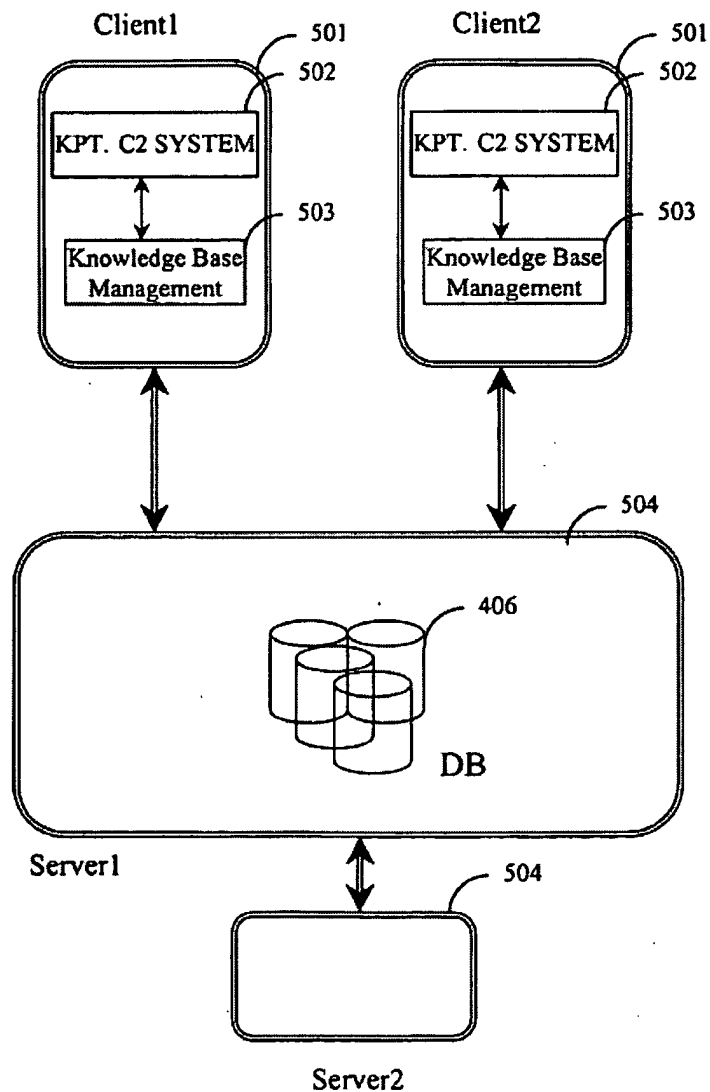 Client1
Client2
501
501
502
502
KPT. C2 SYSTEM
KPT. C2 SYSTEM
503
503
Knowledge Base
Management
Knowledge Base
Management
504
406
DB
Server1
504
Server2